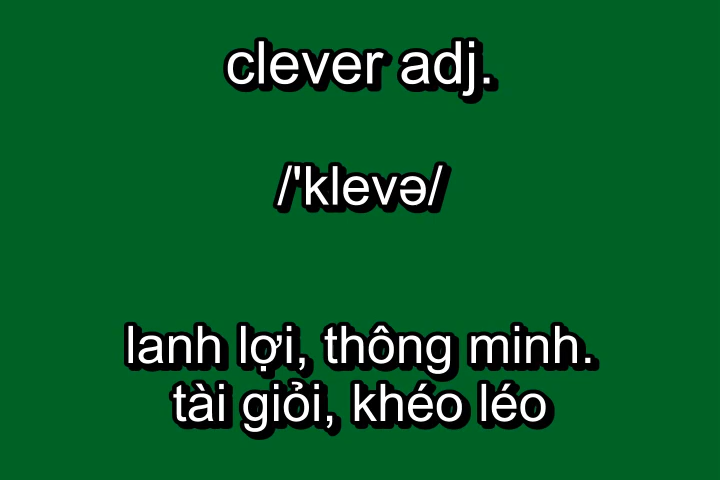 clever adj.
/'klevə/
lanh lợi, thông minh.
tài giỏi, khéo léo